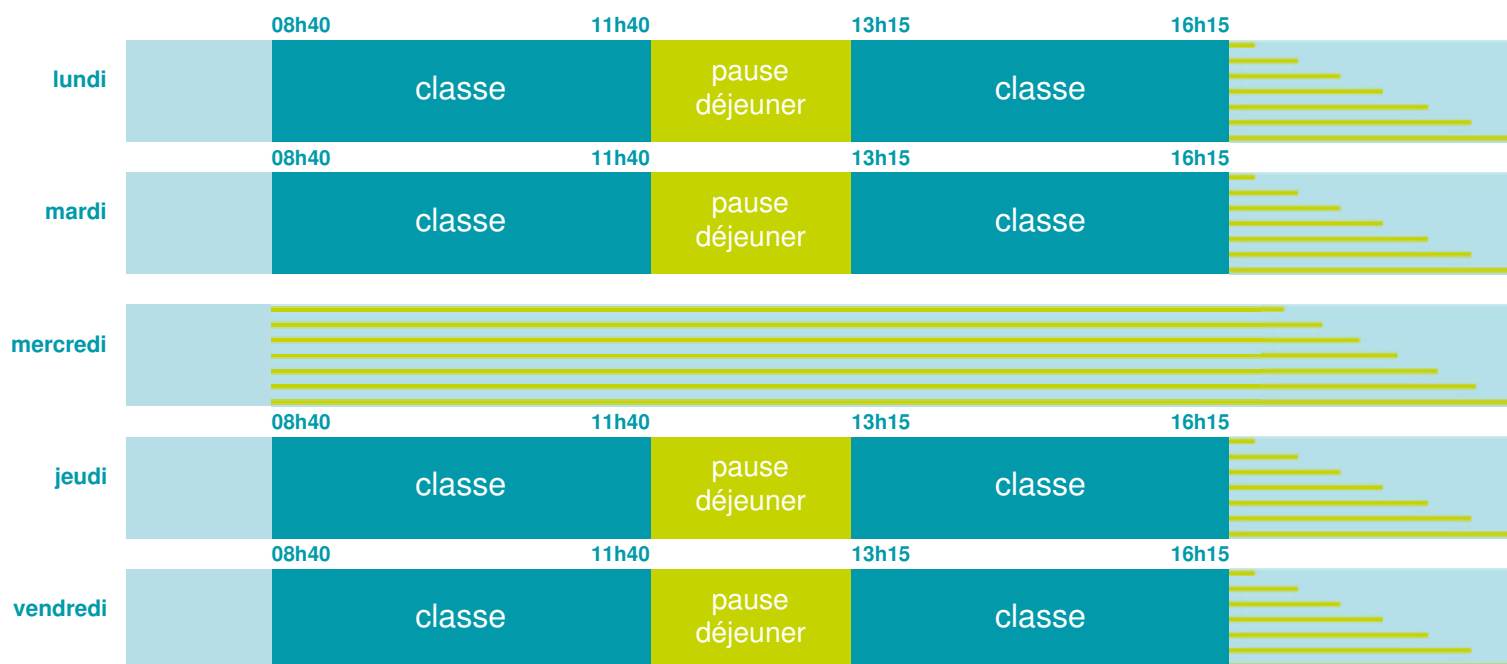 08h40 11h40 13h15 16h15
lundi classe pause déjeuner classe
08h40 11h40 13h15 16h15
mardi classe pause déjeuner classe
mercredi
08h40 11h40 13h15 16h15
jeudi classe pause déjeuner classe
08h40 11h40 13h15 16h15
vendredi classe pause déjeuner classe